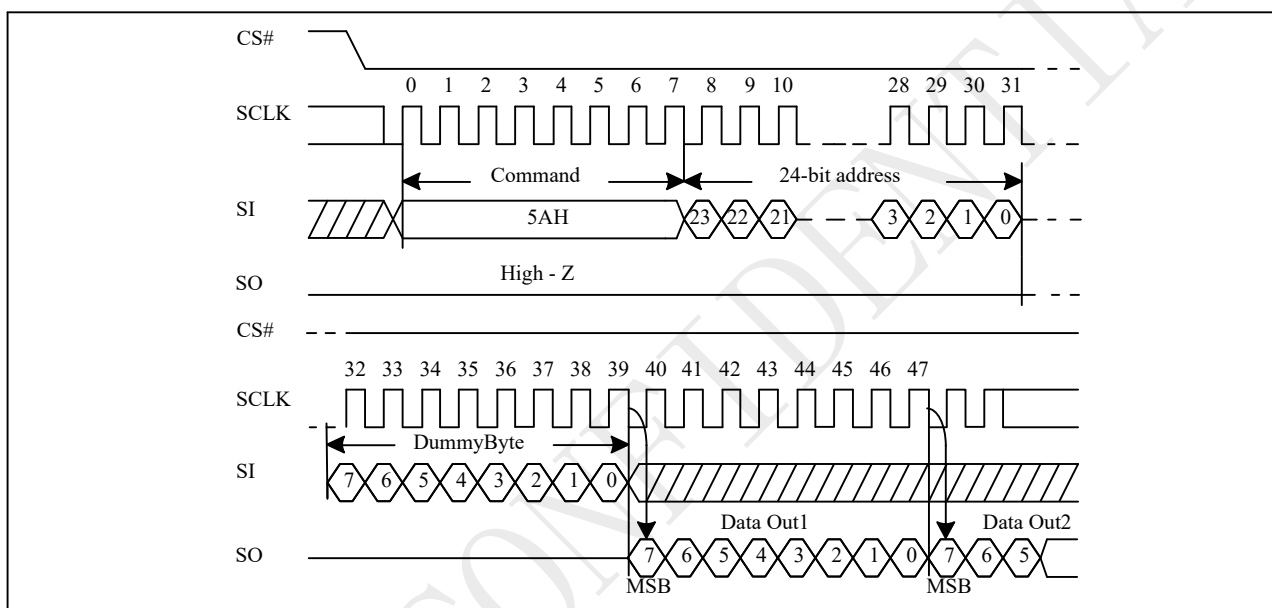 CS#
0 1 2 3 4 5 6 7 8 9 10 28 29 30 31
SCLK
Command 24-bit address
SI 5AH 23 22 21 3 2 1 0
High - Z
SO
CS#
32 33 34 35 36 37 38 39 40 41 42 43 44 45 46 47
SCLK
DummyByte
SI 7 6 5 4 3 2 1 0
Data Out1 Data Out2
SO 7 6 5 4 3 2 1 0 7 6 5
MSB MSB
CONFIDENTIA